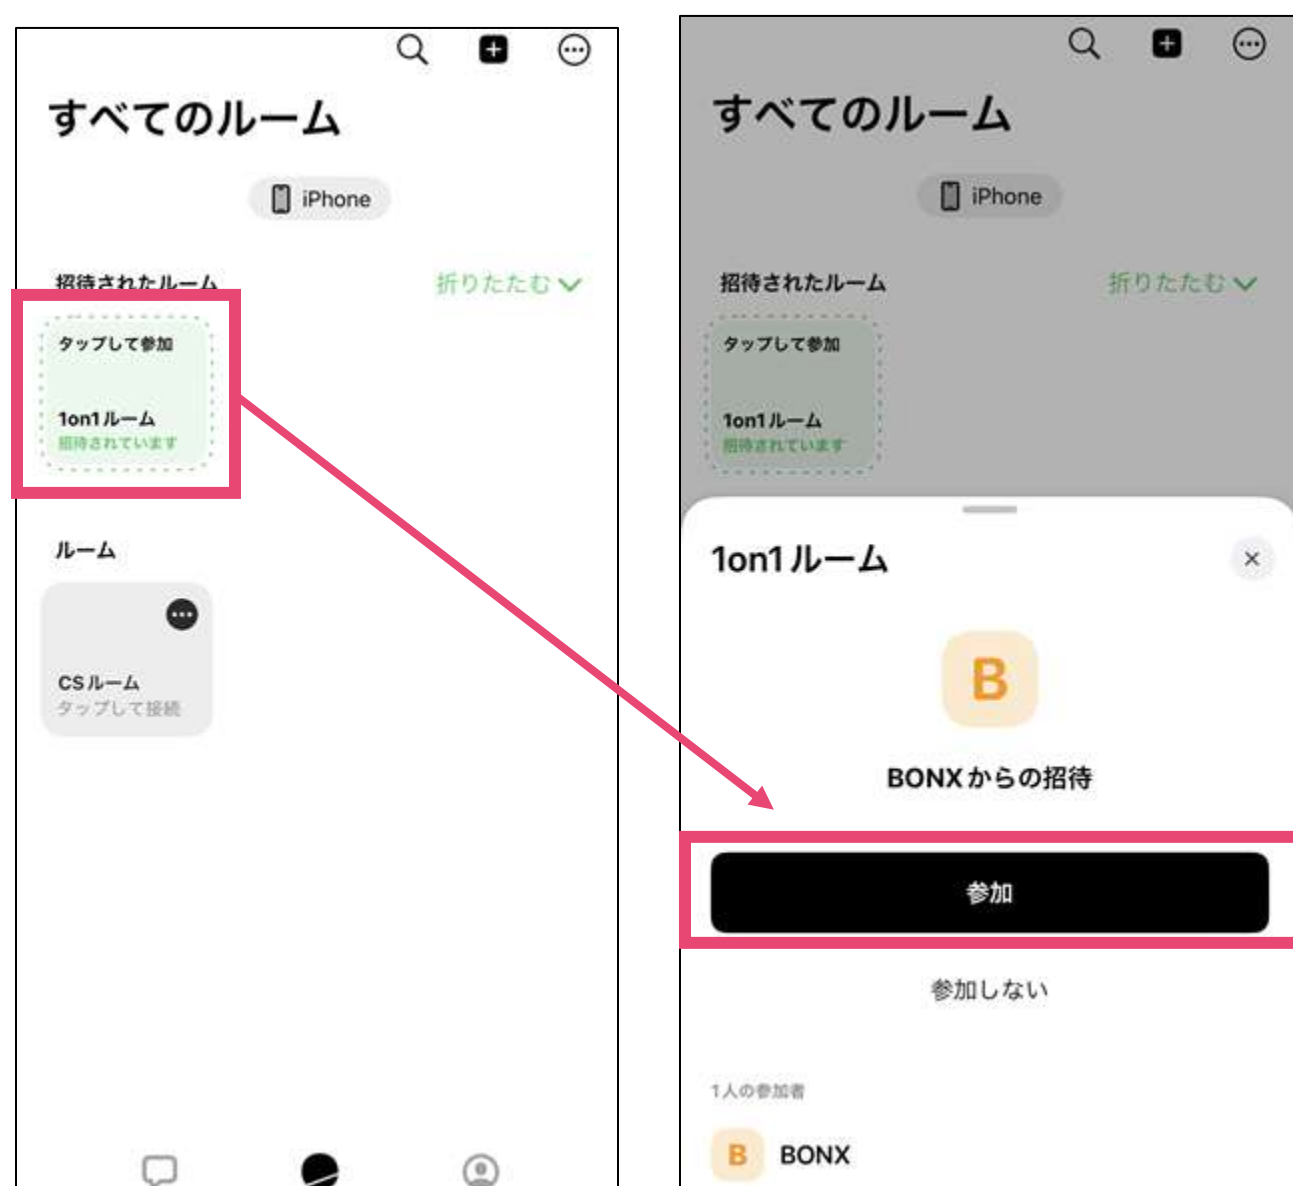 すべてのルーム
iPhone
招待されたルーム
折りたたむ
タップして参加
1on1ルーム
招待されています
ルーム
CSルーム
タップして接続
すべてのルーム
iPhone
招待されたルーム
折りたたむ
タップして参加
1on1ルーム
招待されています
1on1ルーム
B
BONXからの招待
参加
参加しない
1人の参加者
B BONX